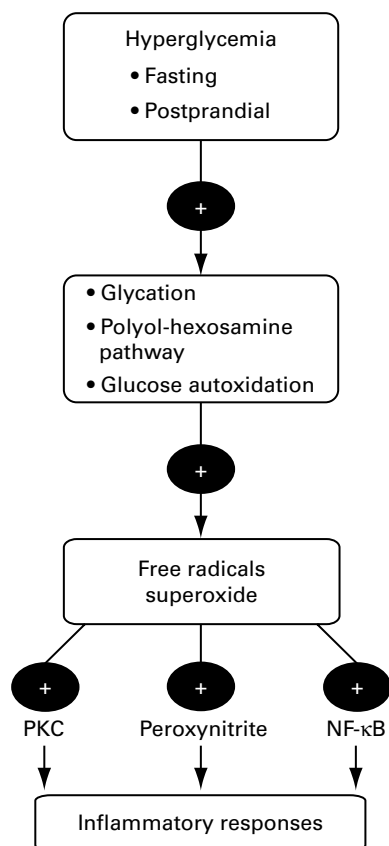 Hyperglycemia
• Fasting
• Postprandial
+
• Glycation
• Polyol-hexosamine
pathway
• Glucose autoxidation
+
Free radicals
superoxide
+ + +
PKC Peroxynitrite NF-κB
Inflammatory responses